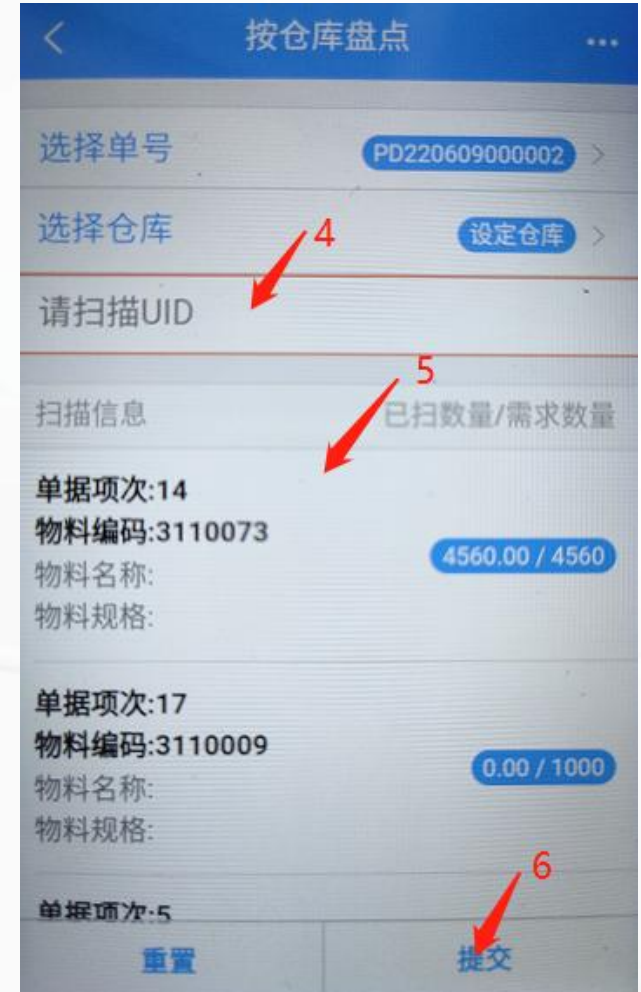 按仓库盘点
选择单号 PD220609000002
选择仓库 设定仓库
4
请扫描UID
5
扫描信息 已扫数量/需求数量
单据项次:14
物料编码:3110073
4560.00 / 4560
物料名称:
物料规格:
单据项次:17
物料编码:3110009
0.00 / 1000
物料名称:
物料规格:
6
单据项次:5
重置 提交